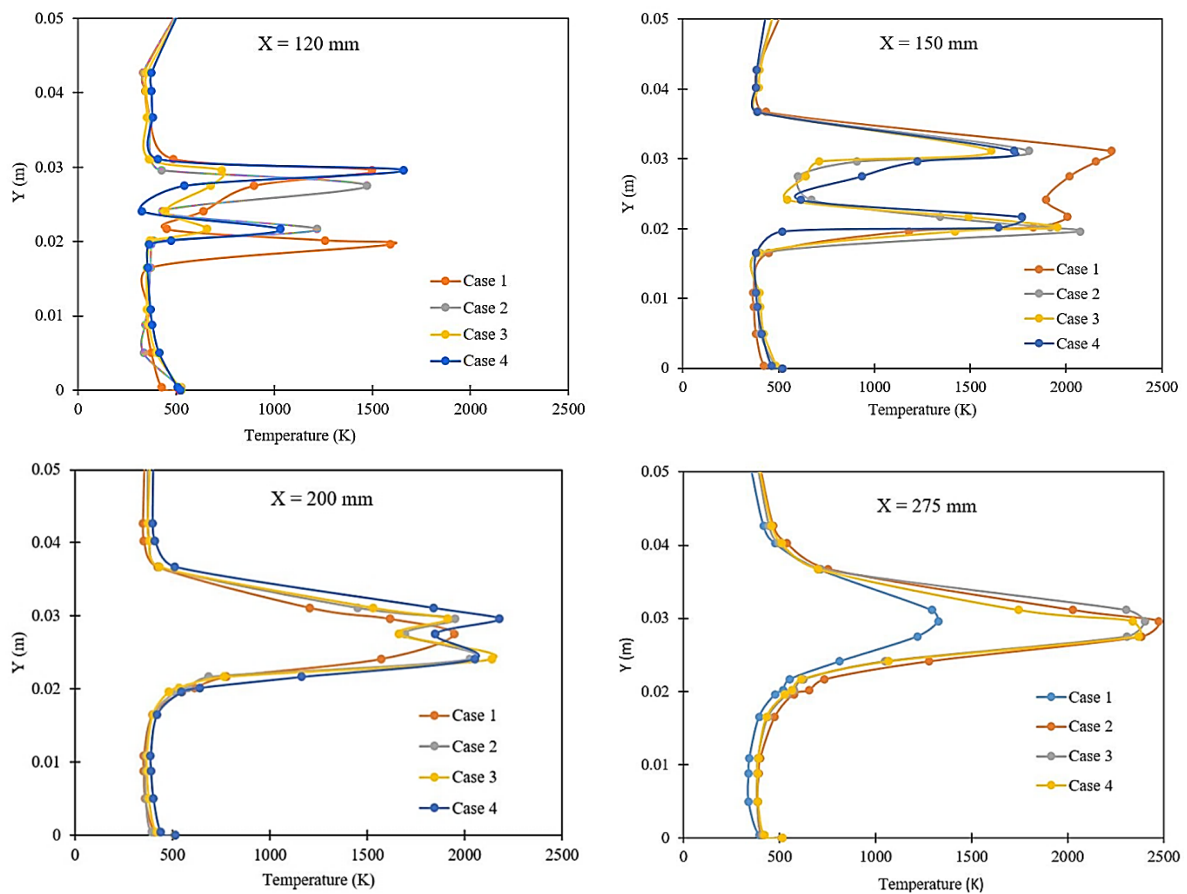 0.05
X = 120 mm
0.04
0.03
Y (m)
0.02
Case 1
Case 2
0.01
Case 3
Case 4
0
0 500 1000 1500 2000 2500
Temperature (K)
0.05
X = 150 mm
0.04
0.03
Y (m)
0.02
Case 1
Case 2
0.01
Case 3
Case 4
0
0 500 1000 1500 2000 2500
Temperature (K)
0.05
X = 200 mm
0.04
0.03
Y (m)
0.02
Case 1
Case 2
0.01
Case 3
Case 4
0
0 500 1000 1500 2000 2500
Temperature (K)
0.05
X = 275 mm
0.04
0.03
Y (m)
0.02
Case 1
Case 2
0.01
Case 3
Case 4
0
0 500 1000 1500 2000 2500
Temperature (K)